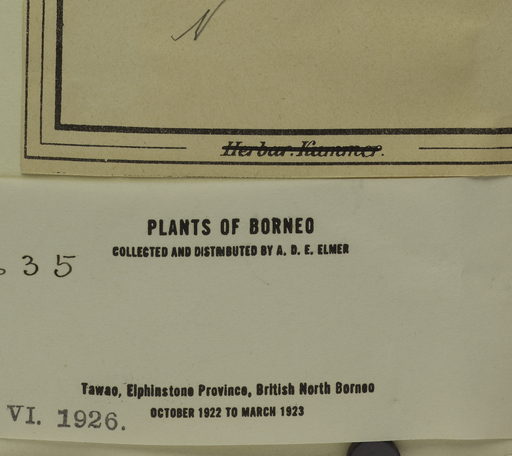 N
Herbar. Kummer.
PLANTS OF BORNEO
COLLECTED AND DISTRIBUTED BY A. D. E. ELMER
35
Tawao, Elphinstone Province, British North Borneo
OCTOBER 1922 TO MARCH 1923
VI. 1926.